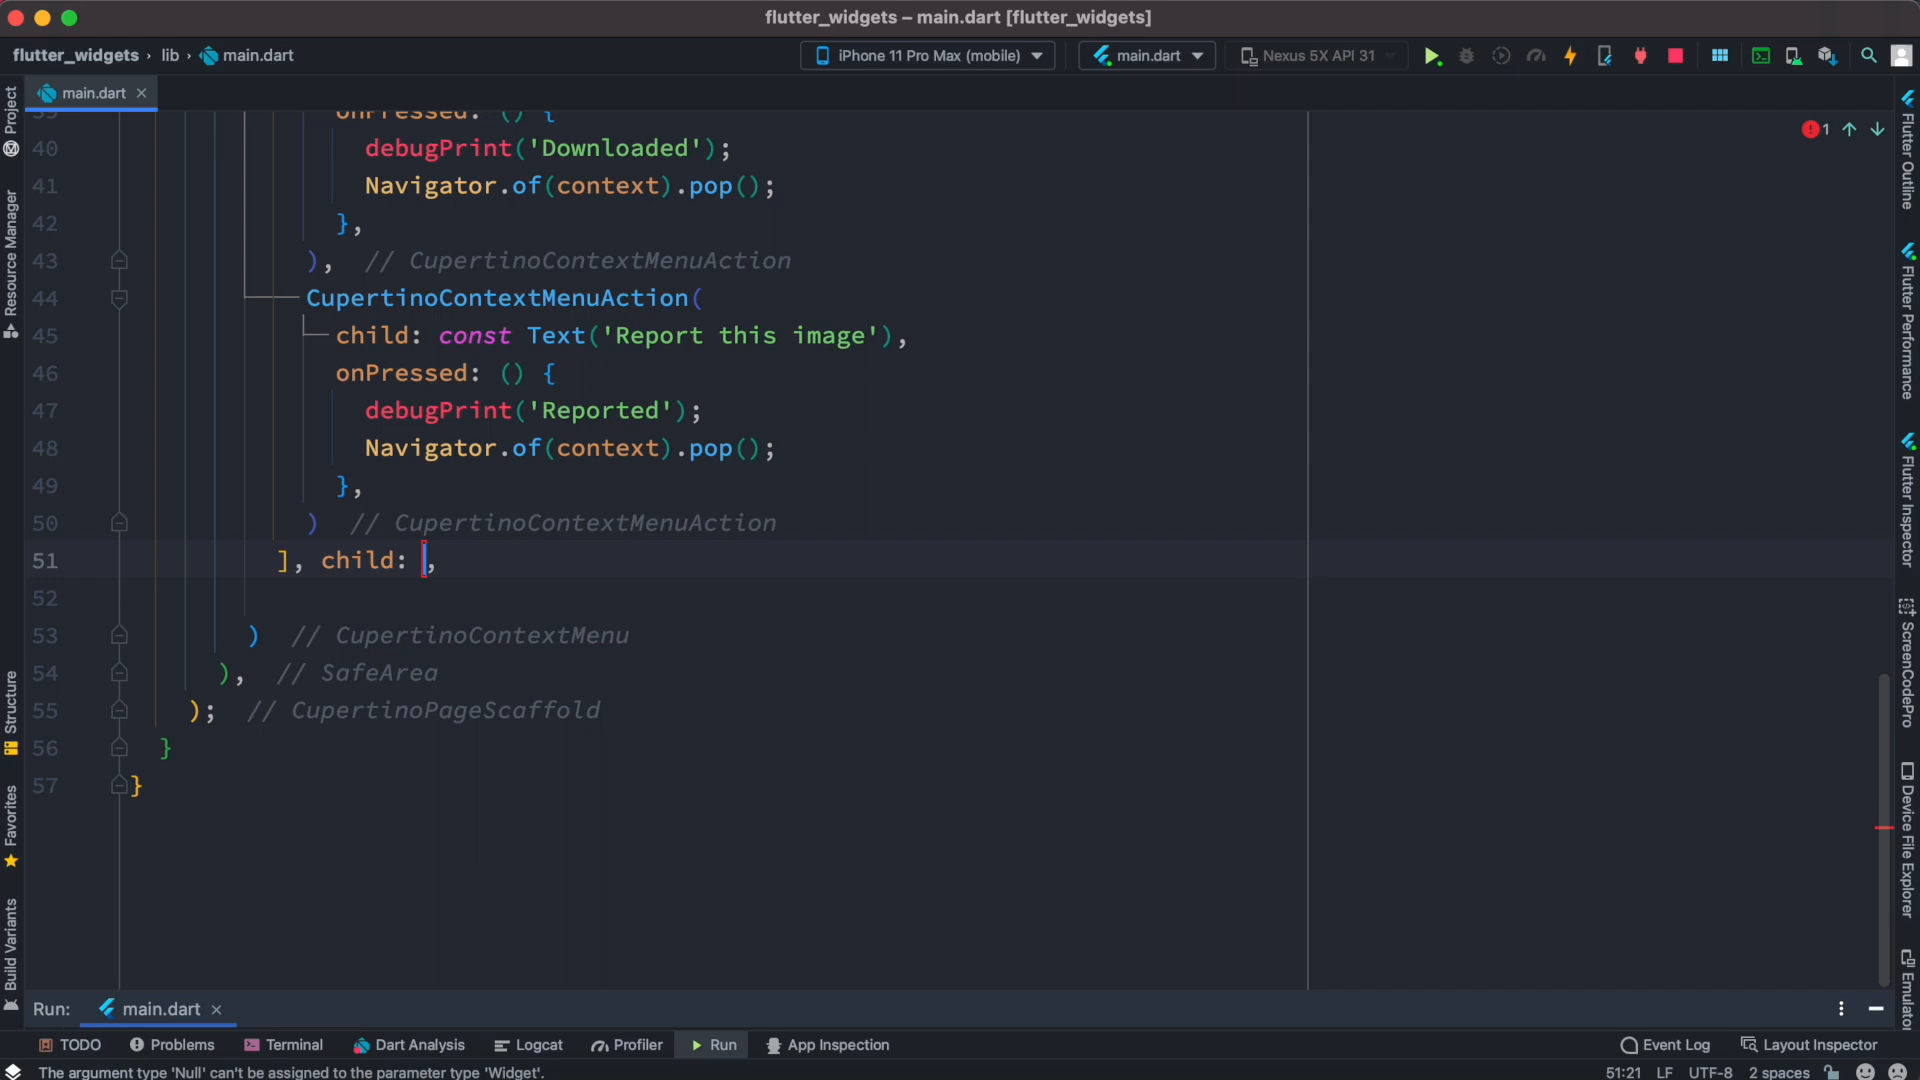 flutter_widgets – main.dart [flutter_widgets]
flutter_widgets › lib › main.dart
iPhone 11 Pro Max (mobile)
main.dart
Nexus 5X API 31
main.dart
1
39 onPressed: () {
40 debugPrint('Downloaded');
41 Navigator.of(context).pop();
42 },
43 ), // CupertinoContextMenuAction
44 CupertinoContextMenuAction(
45 child: const Text('Report this image'),
46 onPressed: () {
47 debugPrint('Reported');
48 Navigator.of(context).pop();
49 },
50 ) // CupertinoContextMenuAction
51 ], child: ,
52
53 ) // CupertinoContextMenu
54 ), // SafeArea
55 ); // CupertinoPageScaffold
56 }
57 }
Project
Resource Manager
Structure
Favorites
Build Variants
Flutter Outline
Flutter Performance
Flutter Inspector
ScreenCodePro
Device File Explorer
Emulator
Run: main.dart
TODO
Problems
Terminal
Dart Analysis
Logcat
Profiler
Run
App Inspection
Event Log
Layout Inspector
The argument type 'Null' can't be assigned to the parameter type 'Widget'.
51:21 LF UTF-8 2 spaces